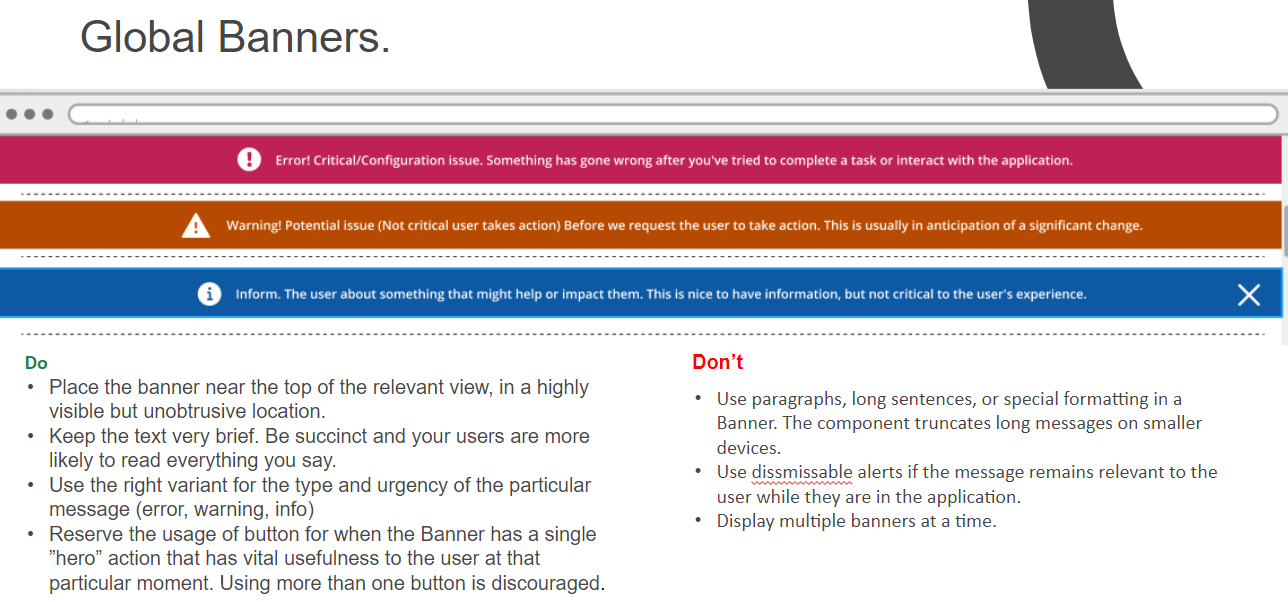 Global Banners.
Error! Critical/Configuration issue. Something has gone wrong after you've tried to complete a task or interact with the application.
Warning! Potential issue (Not critical user takes action) Before we request the user to take action. This is usually in anticipation of a significant change.
Inform. The user about something that might help or impact them. This is nice to have information, but not critical to the user's experience.
Do
• Place the banner near the top of the relevant view, in a highly
visible but unobtrusive location.
• Keep the text very brief. Be succinct and your users are more
likely to read everything you say.
• Use the right variant for the type and urgency of the particular
message (error, warning, info)
• Reserve the usage of button for when the Banner has a single
”hero” action that has vital usefulness to the user at that
particular moment. Using more than one button is discouraged.
Don’t
• Use paragraphs, long sentences, or special formatting in a
Banner. The component truncates long messages on smaller
devices.
• Use dissmissable alerts if the message remains relevant to the
user while they are in the application.
• Display multiple banners at a time.